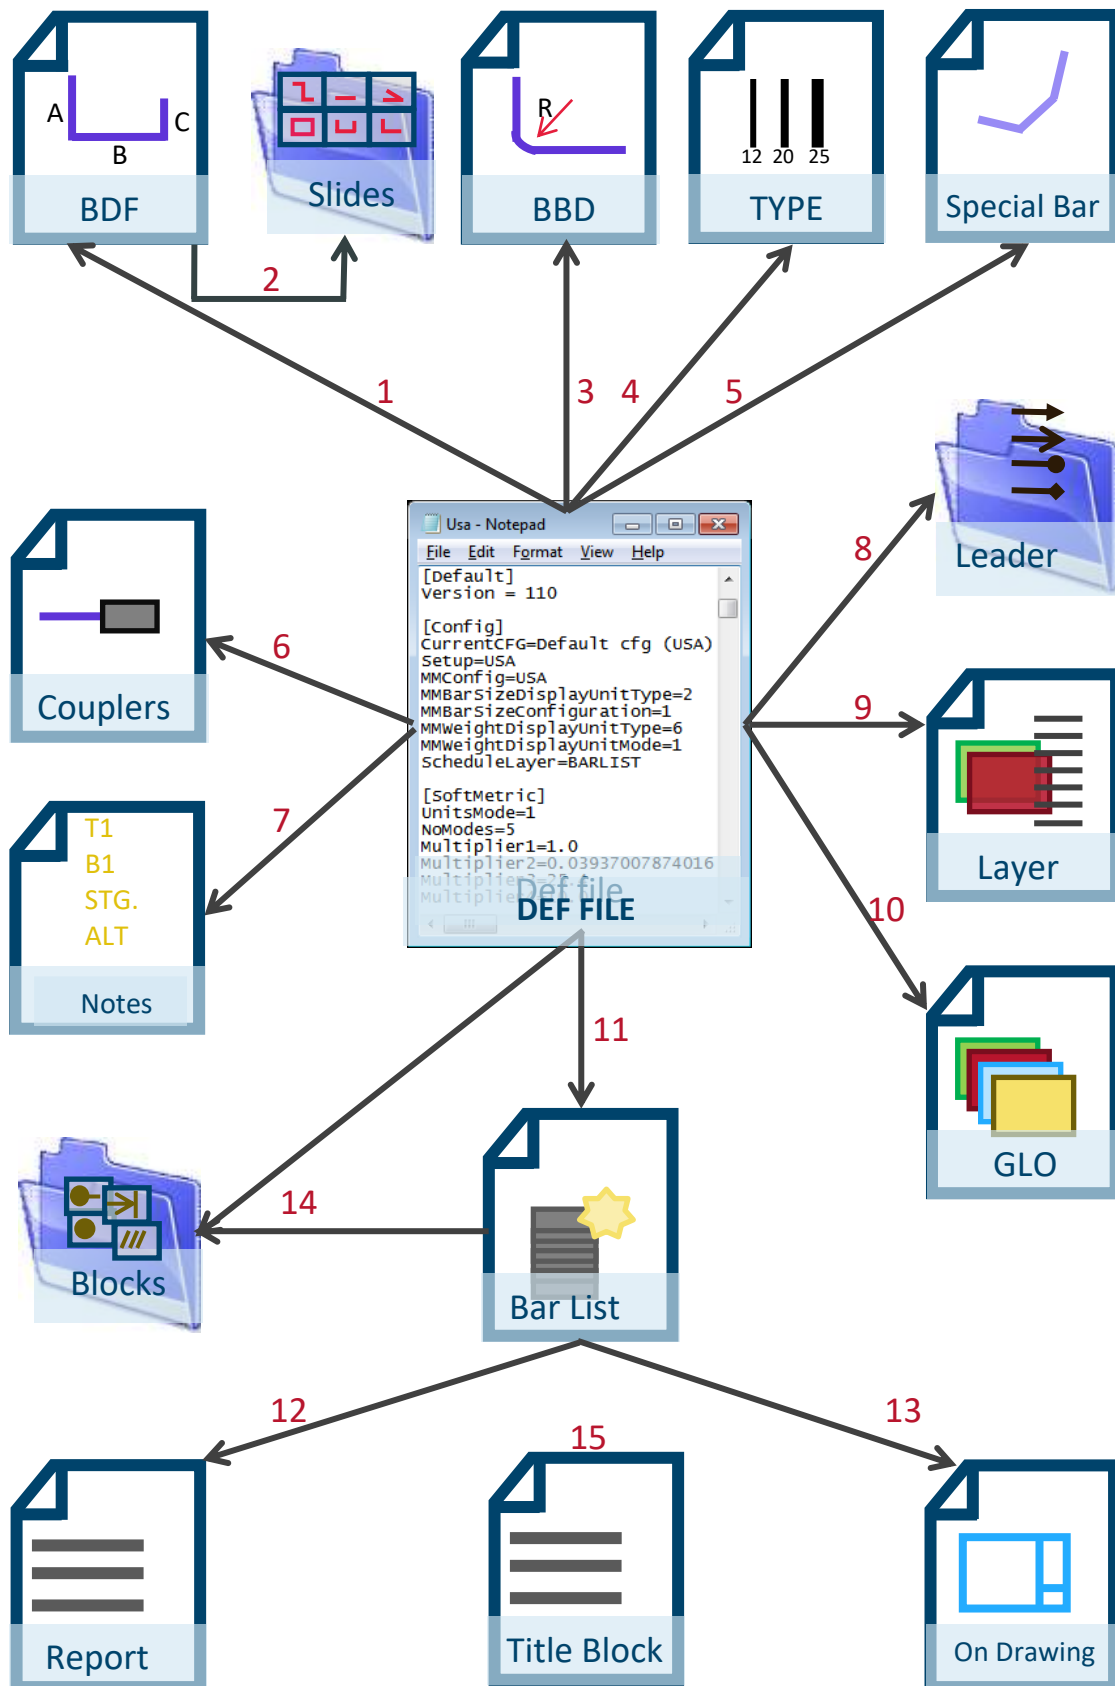 A
B
C
BDF
Slides
R
BBD
12 20 25
TYPE
Special Bar
2
1
3
4
5
Usa - Notepad
File Edit Format View Help
[Default]
Version = 110
[Config]
CurrentCFG=Default cfg (USA)
Setup=USA
MMConfig=USA
MMBarSizeDisplayUnitType=2
MMBarSizeConfiguration=1
MMWeightDisplayUnitType=6
MMWeightDisplayUnitMode=1
ScheduleLayer=BARLIST
[SoftMetric]
UnitsMode=1
NoModes=5
Multiplier1=1.0
Multiplier2=0.03937007874016
Def file
DEF FILE
8
Leader
6
Couplers
9
Layer
7
T1
B1
STG.
ALT
Notes
10
GLO
11
14
Blocks
Bar List
12
13
15
Report
Title Block
On Drawing